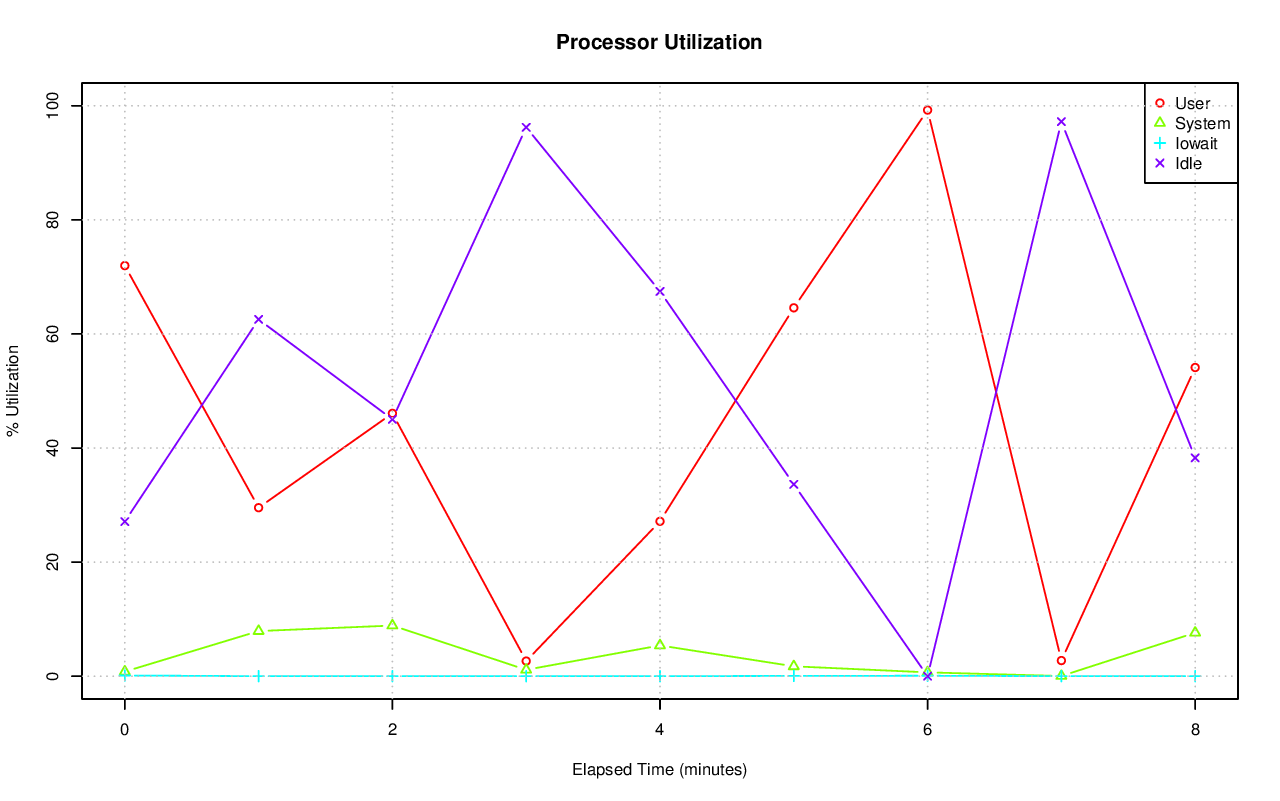 Processor Utilization
% Utilization
100
80
60
40
20
0
User
System
Iowait
Idle
0 2 4 6 8
Elapsed Time (minutes)